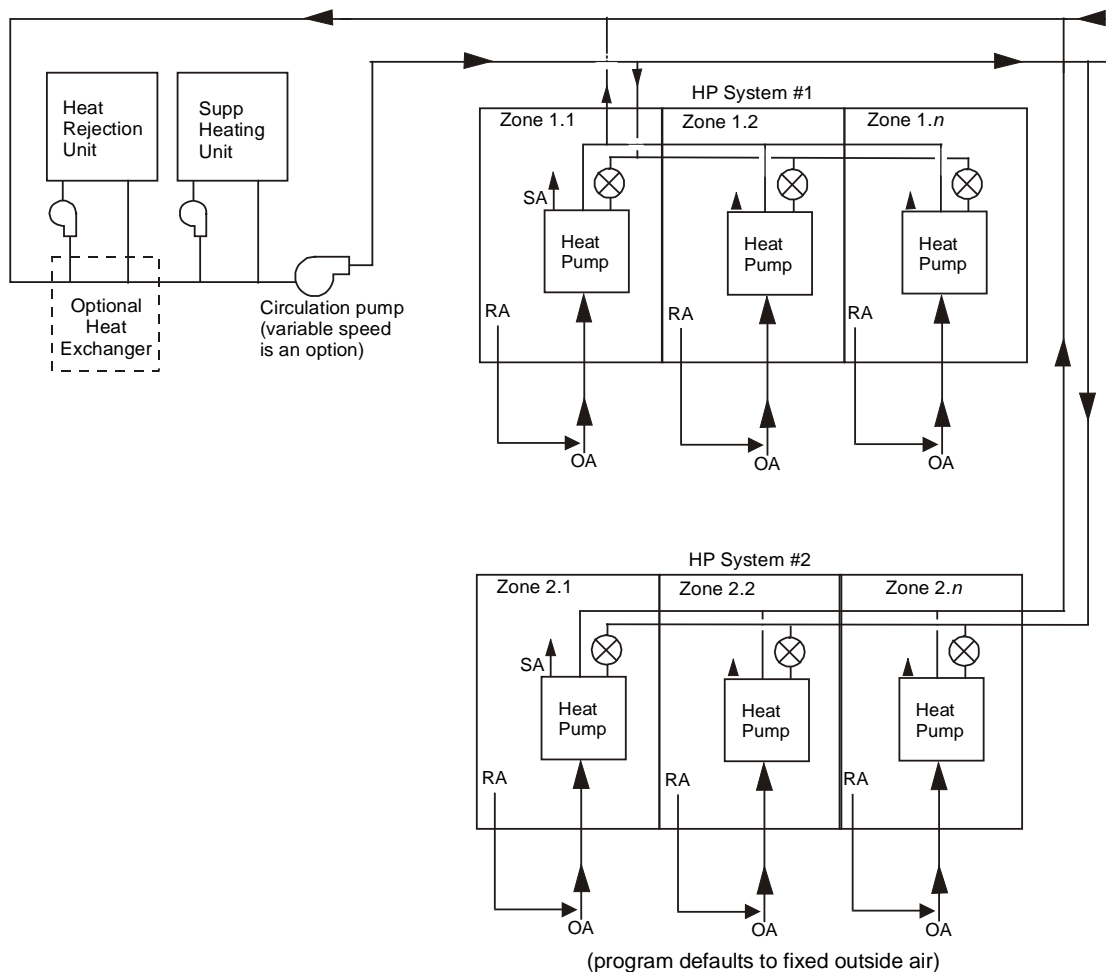 Heat
Rejection
Unit
Supp
Heating
Unit
Optional
Heat
Exchanger
Circulation pump
(variable speed
is an option)
HP System #1
Zone 1.1
Zone 1.2
Zone 1.n
SA
Heat
Pump
Heat
Pump
Heat
Pump
RA
RA
RA
OA
OA
OA
HP System #2
Zone 2.1
Zone 2.2
Zone 2.n
SA
Heat
Pump
Heat
Pump
Heat
Pump
RA
RA
RA
OA
OA
OA
(program defaults to fixed outside air)